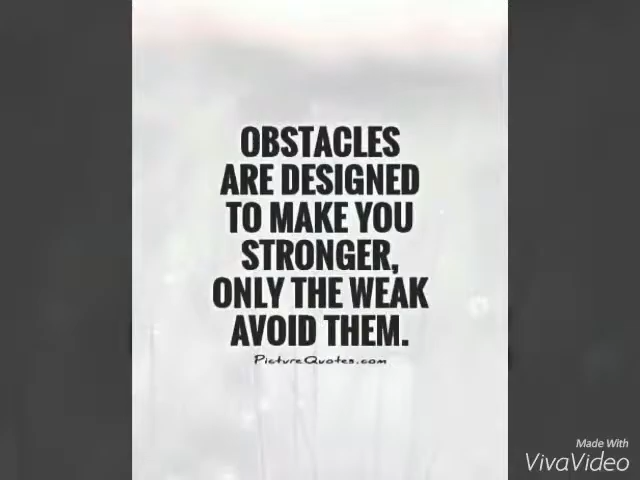 OBSTACLES
ARE DESIGNED
TO MAKE YOU
STRONGER,
ONLY THE WEAK
AVOID THEM.
PictureQuotes.com
Made With
VivaVideo